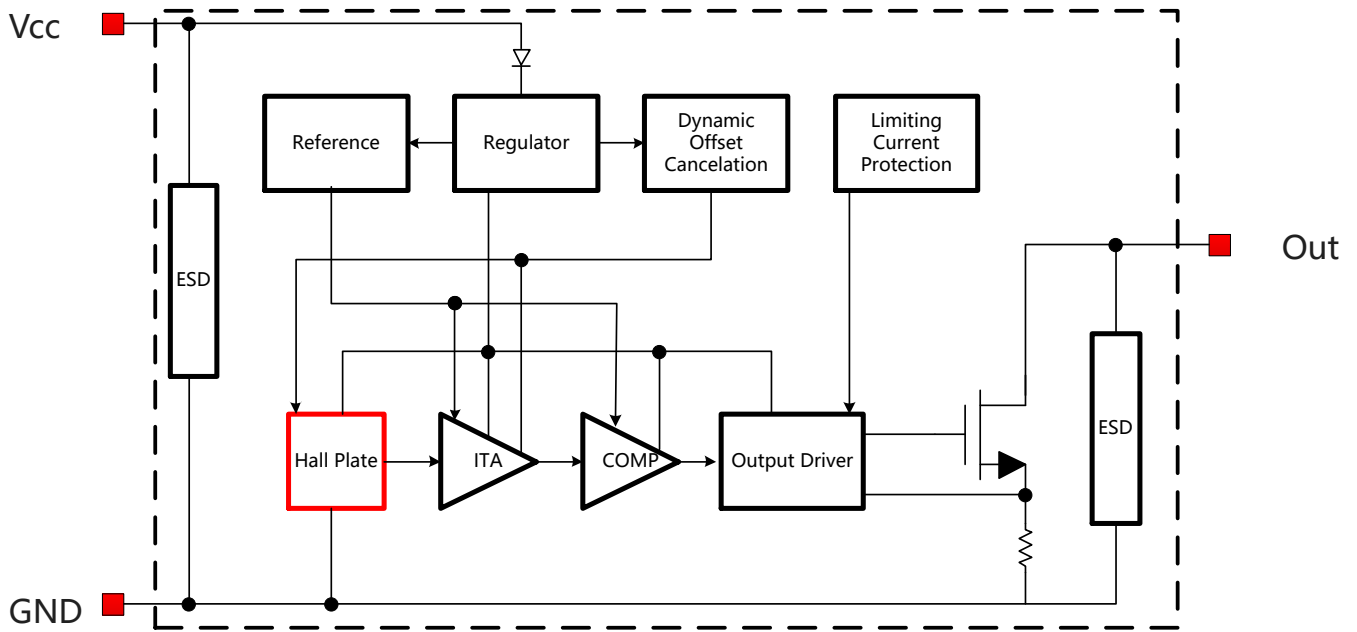 Vcc
Reference
Regulator
Dynamic
Offset
Cancelation
Limiting
Current
Protection
ESD
Out
Hall Plate
ITA
COMP
Output Driver
ESD
GND